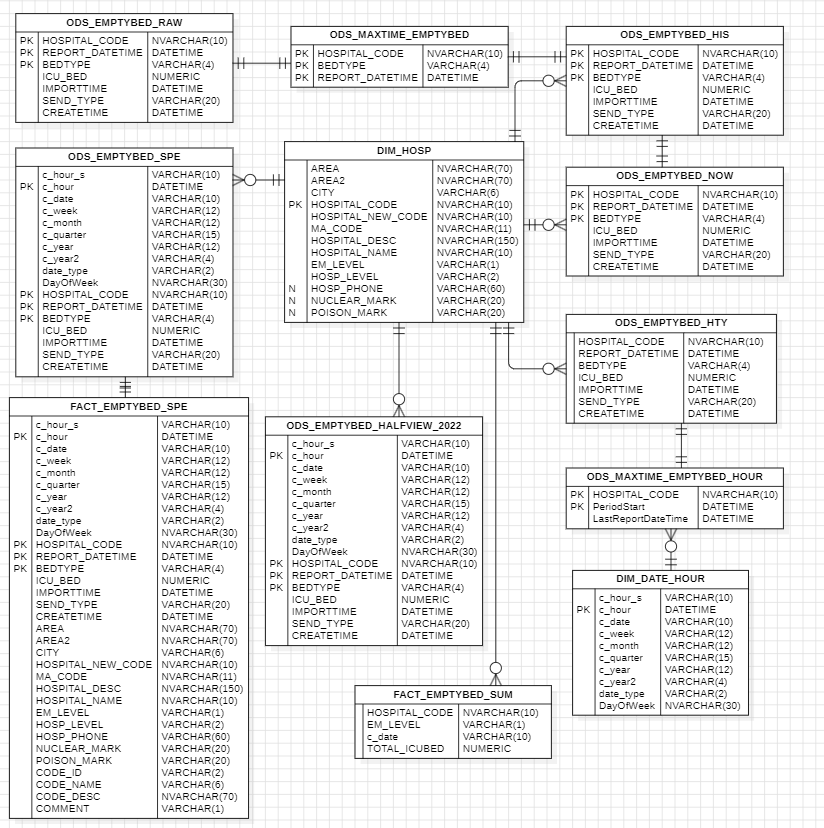 ODS_EMPTYBED_RAW
PK HOSPITAL_CODE NVARCHAR(10)
PK REPORT_DATETIME DATETIME
PK BEDTYPE VARCHAR(4)
ICU_BED NUMERIC
IMPORTTIME DATETIME
SEND_TYPE VARCHAR(20)
CREATETIME DATETIME
ODS_MAXTIME_EMPTYBED
PK HOSPITAL_CODE NVARCHAR(10)
PK BEDTYPE VARCHAR(4)
PK REPORT_DATETIME DATETIME
ODS_EMPTYBED_HIS
PK HOSPITAL_CODE NVARCHAR(10)
PK REPORT_DATETIME DATETIME
PK BEDTYPE VARCHAR(4)
ICU_BED NUMERIC
IMPORTTIME DATETIME
SEND_TYPE VARCHAR(20)
CREATETIME DATETIME
ODS_EMPTYBED_SPE
c_hour_s VARCHAR(10)
PK c_hour DATETIME
c_date VARCHAR(10)
c_week VARCHAR(12)
c_month VARCHAR(12)
c_quarter VARCHAR(15)
c_year VARCHAR(12)
c_year2 VARCHAR(4)
date_type VARCHAR(2)
DayOfWeek NVARCHAR(30)
PK HOSPITAL_CODE NVARCHAR(10)
PK REPORT_DATETIME DATETIME
PK BEDTYPE VARCHAR(4)
ICU_BED NUMERIC
IMPORTTIME DATETIME
SEND_TYPE VARCHAR(20)
CREATETIME DATETIME
DIM_HOSP
AREA NVARCHAR(70)
AREA2 NVARCHAR(70)
CITY VARCHAR(6)
PK HOSPITAL_CODE NVARCHAR(10)
HOSPITAL_NEW_CODE NVARCHAR(10)
MA_CODE NVARCHAR(11)
HOSPITAL_DESC NVARCHAR(150)
HOSPITAL_NAME NVARCHAR(10)
EM_LEVEL VARCHAR(1)
HOSP_LEVEL VARCHAR(2)
N HOSP_PHONE VARCHAR(60)
N NUCLEAR_MARK VARCHAR(20)
N POISON_MARK VARCHAR(20)
ODS_EMPTYBED_NOW
PK HOSPITAL_CODE NVARCHAR(10)
PK REPORT_DATETIME DATETIME
PK BEDTYPE VARCHAR(4)
ICU_BED NUMERIC
IMPORTTIME DATETIME
SEND_TYPE VARCHAR(20)
CREATETIME DATETIME
ODS_EMPTYBED_HTY
HOSPITAL_CODE NVARCHAR(10)
REPORT_DATETIME DATETIME
BEDTYPE VARCHAR(4)
ICU_BED NUMERIC
IMPORTTIME DATETIME
SEND_TYPE VARCHAR(20)
CREATETIME DATETIME
FACT_EMPTYBED_SPE
c_hour_s VARCHAR(10)
PK c_hour DATETIME
c_date VARCHAR(10)
c_week VARCHAR(12)
c_month VARCHAR(12)
c_quarter VARCHAR(15)
c_year VARCHAR(12)
c_year2 VARCHAR(4)
date_type VARCHAR(2)
DayOfWeek NVARCHAR(30)
PK HOSPITAL_CODE NVARCHAR(10)
PK REPORT_DATETIME DATETIME
PK BEDTYPE VARCHAR(4)
ICU_BED NUMERIC
IMPORTTIME DATETIME
SEND_TYPE VARCHAR(20)
CREATETIME DATETIME
AREA NVARCHAR(70)
AREA2 NVARCHAR(70)
CITY VARCHAR(6)
HOSPITAL_NEW_CODE NVARCHAR(10)
MA_CODE NVARCHAR(11)
HOSPITAL_DESC NVARCHAR(150)
HOSPITAL_NAME NVARCHAR(10)
EM_LEVEL VARCHAR(1)
HOSP_LEVEL VARCHAR(2)
HOSP_PHONE VARCHAR(60)
NUCLEAR_MARK VARCHAR(20)
POISON_MARK VARCHAR(20)
CODE_ID VARCHAR(2)
CODE_NAME VARCHAR(6)
CODE_DESC NVARCHAR(70)
COMMENT VARCHAR(1)
ODS_EMPTYBED_HALFVIEW_2022
c_hour_s VARCHAR(10)
PK c_hour DATETIME
c_date VARCHAR(10)
c_week VARCHAR(12)
c_month VARCHAR(12)
c_quarter VARCHAR(15)
c_year VARCHAR(12)
c_year2 VARCHAR(4)
date_type VARCHAR(2)
DayOfWeek NVARCHAR(30)
PK HOSPITAL_CODE NVARCHAR(10)
PK REPORT_DATETIME DATETIME
PK BEDTYPE VARCHAR(4)
ICU_BED NUMERIC
IMPORTTIME DATETIME
SEND_TYPE VARCHAR(20)
CREATETIME DATETIME
ODS_MAXTIME_EMPTYBED_HOUR
PK HOSPITAL_CODE NVARCHAR(10)
PK PeriodStart DATETIME
LastReportDateTime DATETIME
DIM_DATE_HOUR
c_hour_s VARCHAR(10)
PK c_hour DATETIME
c_date VARCHAR(10)
c_week VARCHAR(12)
c_month VARCHAR(12)
c_quarter VARCHAR(15)
c_year VARCHAR(12)
c_year2 VARCHAR(4)
date_type VARCHAR(2)
DayOfWeek NVARCHAR(30)
FACT_EMPTYBED_SUM
HOSPITAL_CODE NVARCHAR(10)
EM_LEVEL VARCHAR(1)
c_date VARCHAR(10)
TOTAL_ICUBED NUMERIC